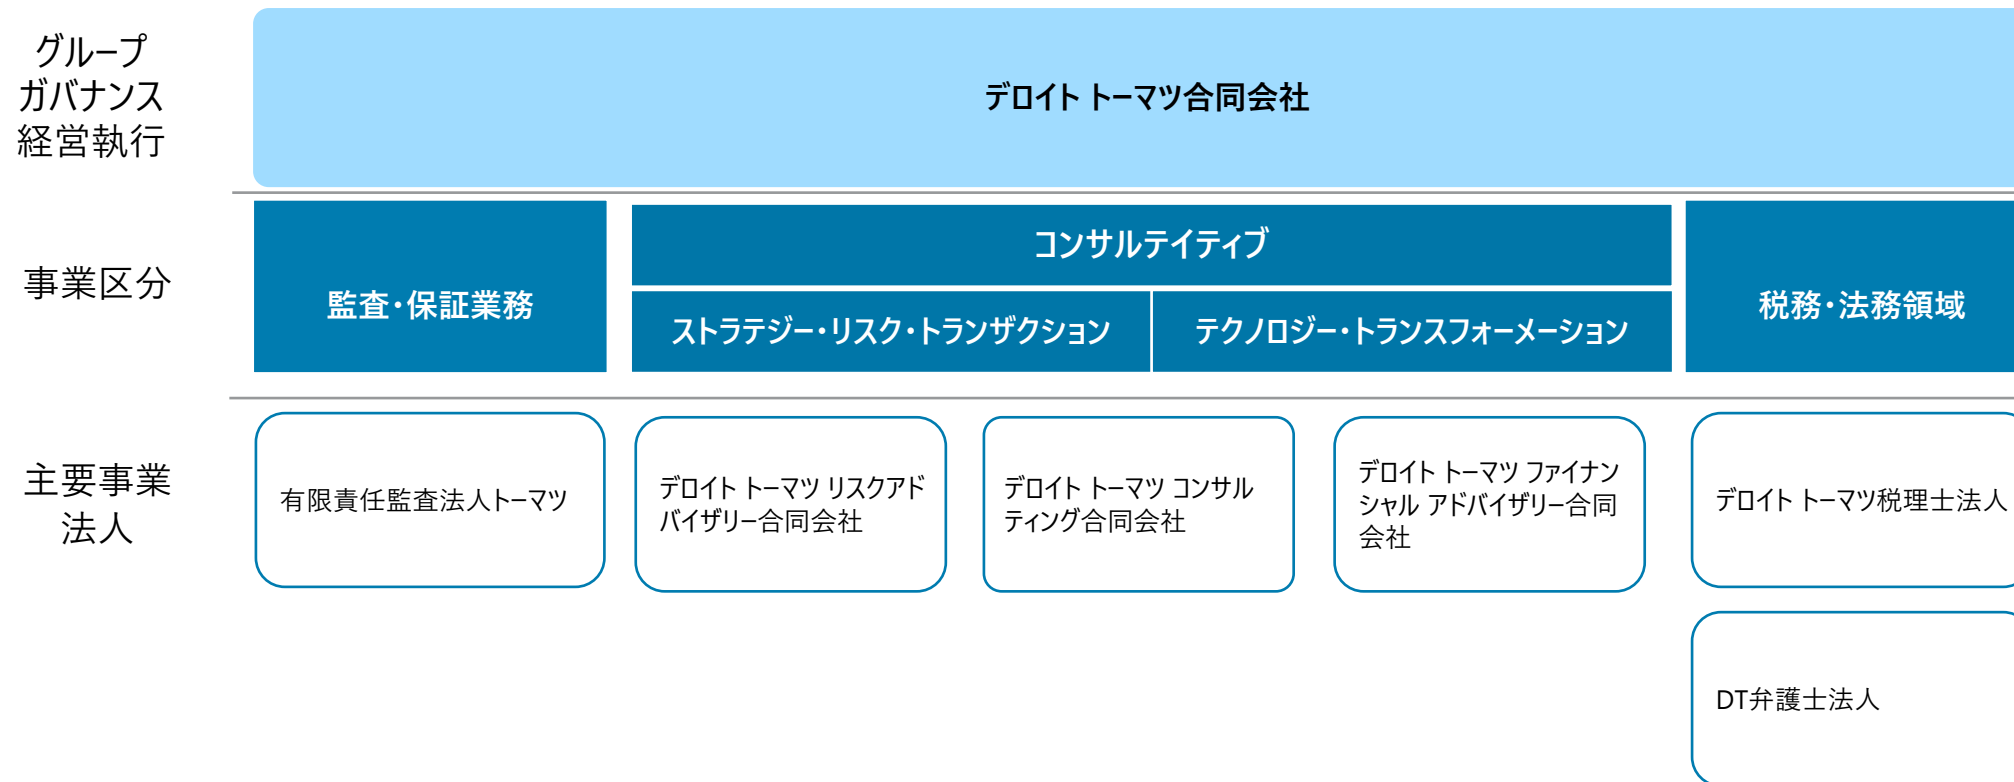 グループ
ガバナンス
経営執行
デロイト トーマツ合同会社
事業区分
監査・保証業務
コンサルテイティブ
ストラテジー・リスク・トランザクション
テクノロジー・トランスフォーメーション
税務・法務領域
主要事業
法人
有限責任監査法人トーマツ
デロイト トーマツ リスクアド
バイザリー合同会社
デロイト トーマツ コンサル
ティング合同会社
デロイト トーマツ ファイナン
シャル アドバイザリー合同
会社
デロイト トーマツ税理士法人
DT弁護士法人